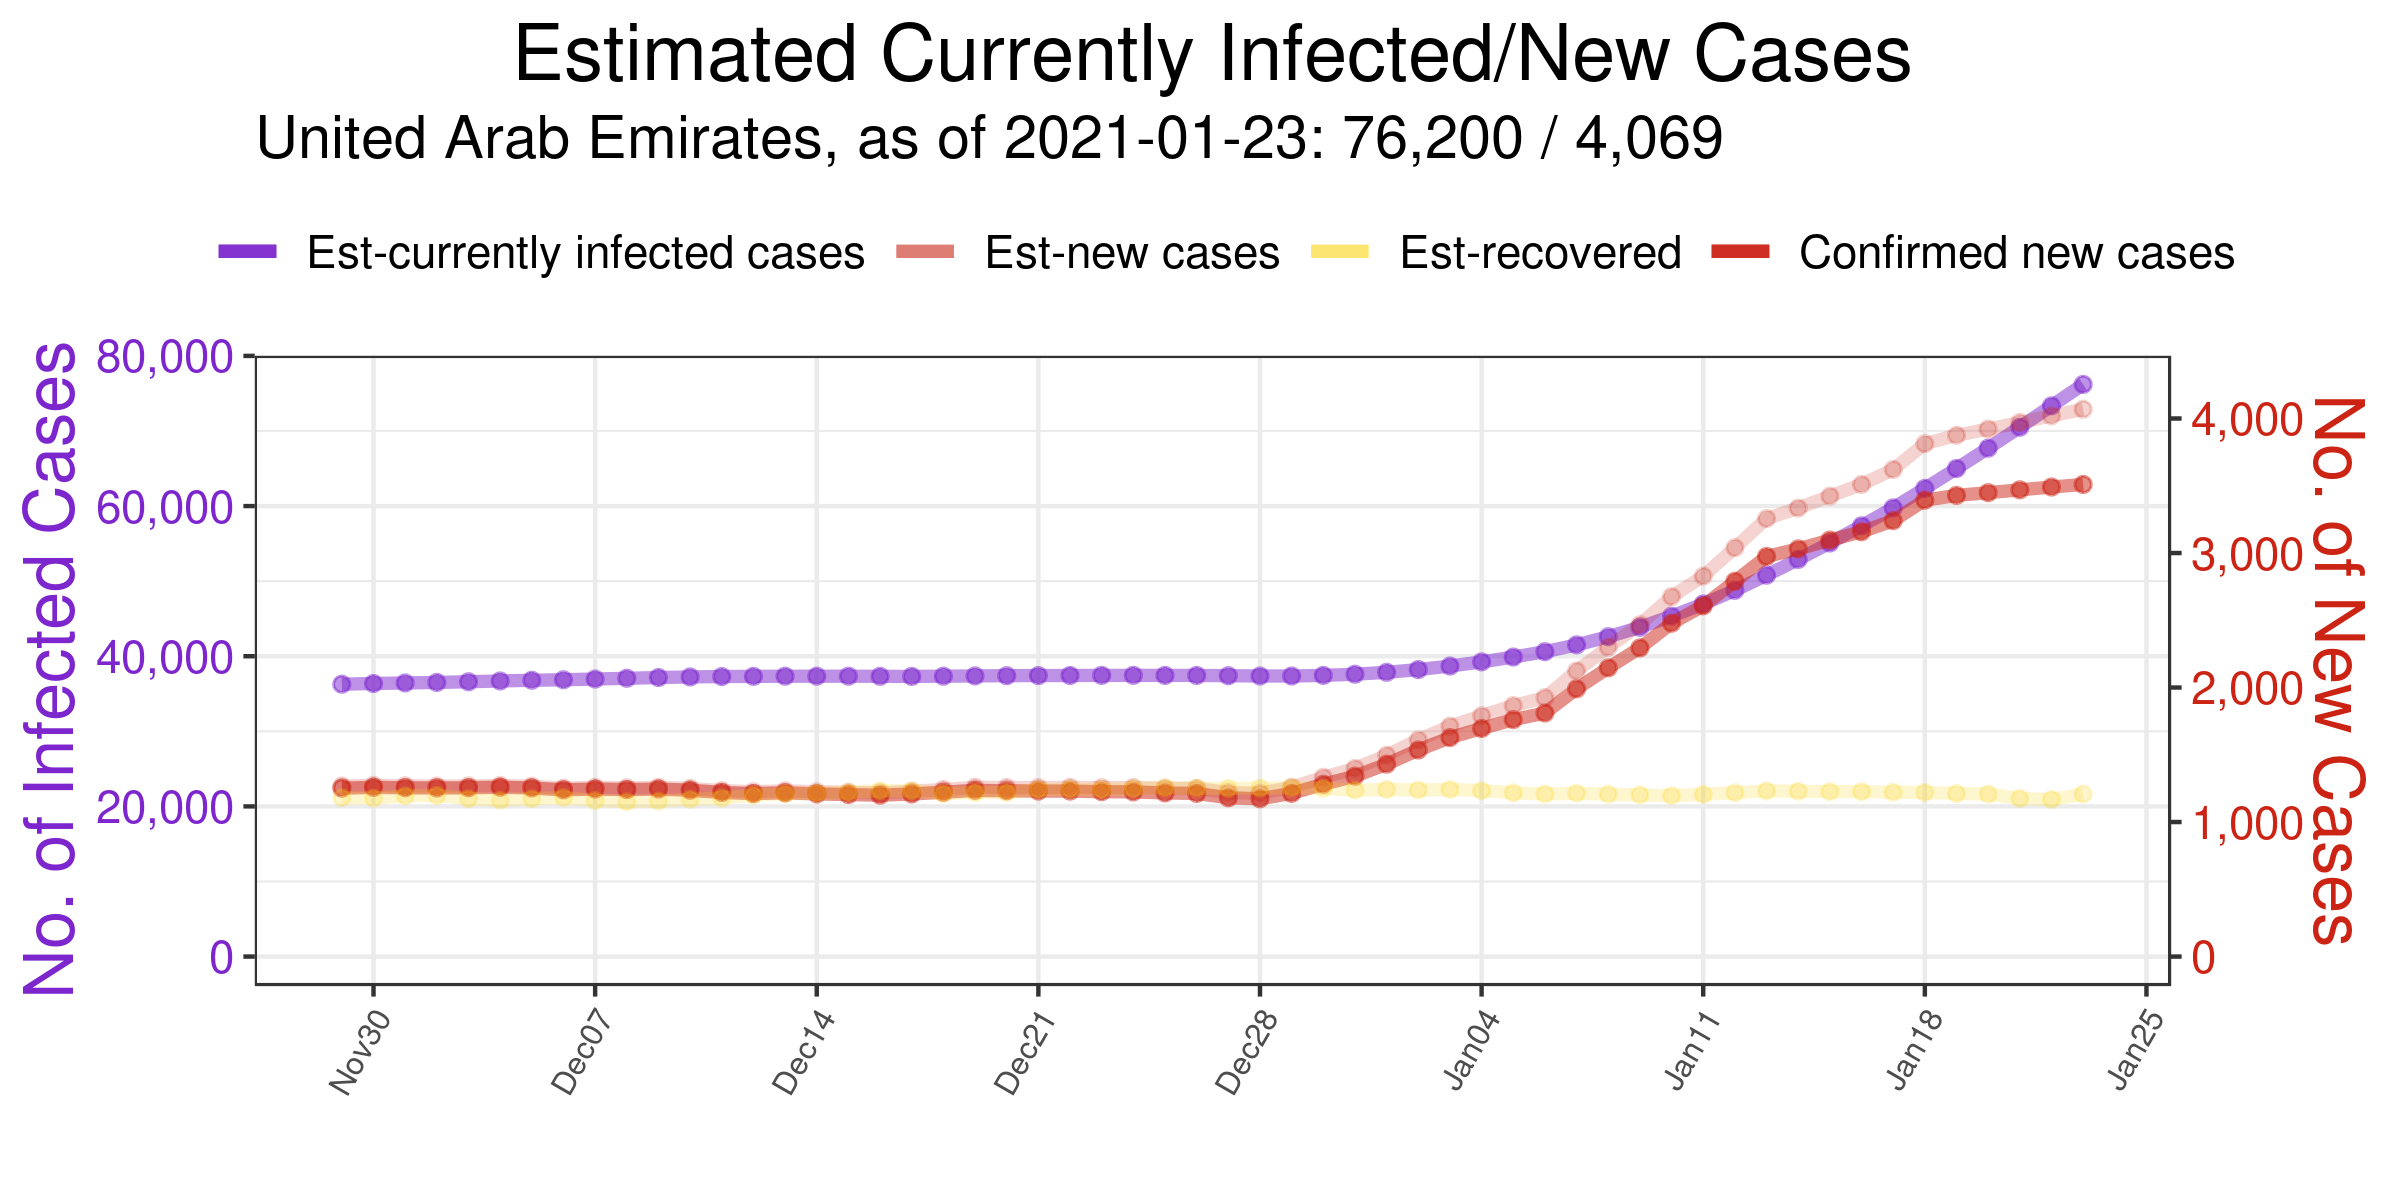 Estimated Currently Infected/New Cases
United Arab Emirates, as of 2021-01-23: 76,200 / 4,069
Est-currently infected cases Est-new cases Est-recovered Confirmed new cases
No. of Infected Cases
80,000
60,000
40,000
20,000
0
4,000
3,000
2,000
1,000
0
No. of New Cases
Nov30 Dec07 Dec14 Dec21 Dec28 Jan04 Jan11 Jan18 Jan25